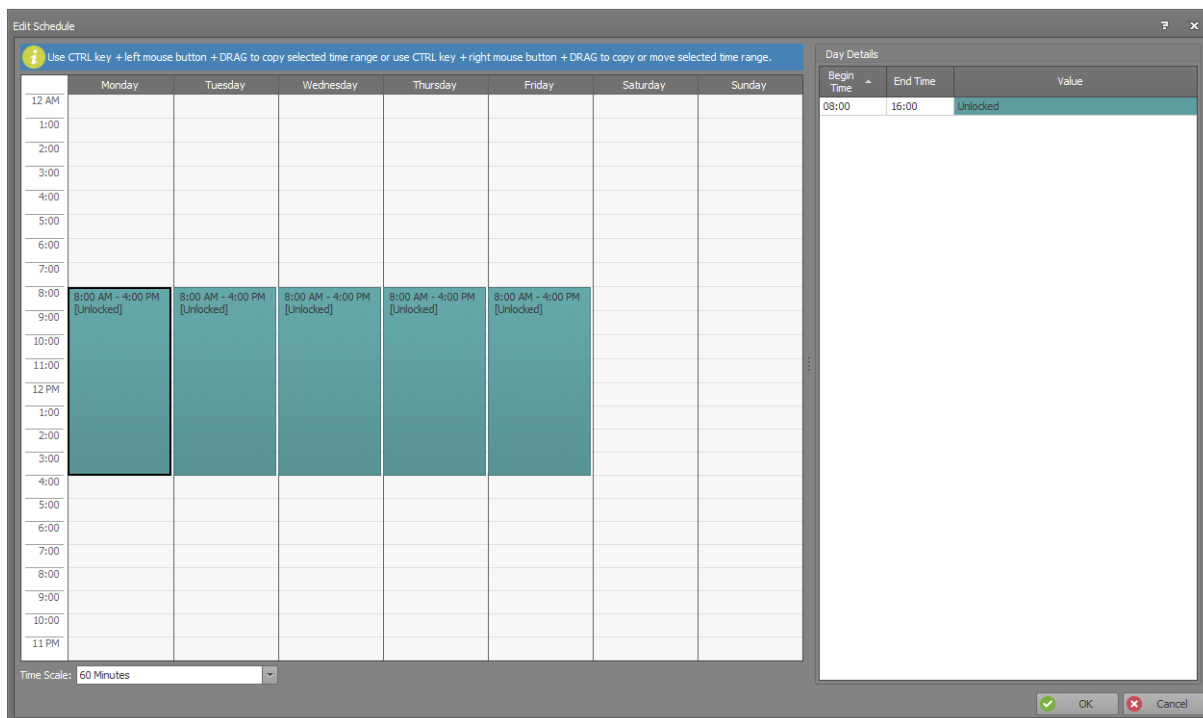 Edit Schedule
? x
i Use CTRL key + left mouse button + DRAG to copy selected time range or use CTRL key + right mouse button + DRAG to copy or move selected time range.
Monday Tuesday Wednesday Thursday Friday Saturday Sunday
12 AM
1:00
2:00
3:00
4:00
5:00
6:00
7:00
8:00
9:00
10:00
11:00
12 PM
1:00
2:00
3:00
4:00
5:00
6:00
7:00
8:00
9:00
10:00
11 PM
8:00 AM - 4:00 PM
[Unlocked]
8:00 AM - 4:00 PM
[Unlocked]
8:00 AM - 4:00 PM
[Unlocked]
8:00 AM - 4:00 PM
[Unlocked]
8:00 AM - 4:00 PM
[Unlocked]
Time Scale: 60 Minutes
Day Details
Begin
Time
End Time
Value
08:00 16:00 Unlocked
OK Cancel